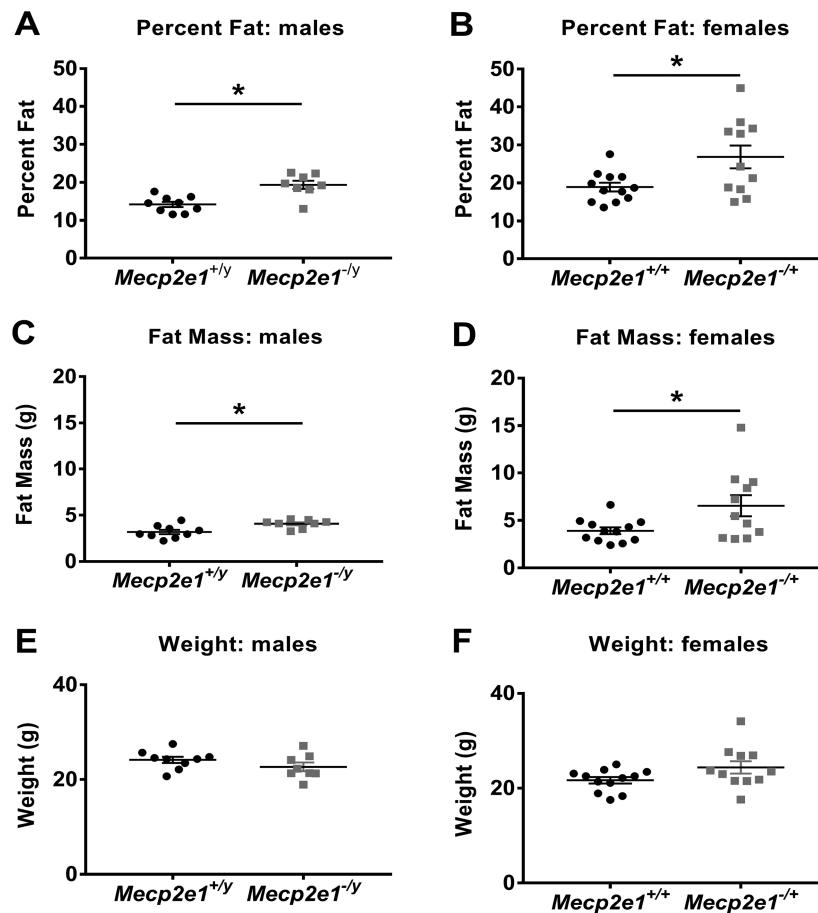 A Percent Fat: males
Percent Fat
50
40
30
20
10
0
*
Mecp2e1+/y Mecp2e1-/y
B Percent Fat: females
Percent Fat
50
40
30
20
10
0
*
Mecp2e1+/+ Mecp2e1-/+
C Fat Mass: males
Fat Mass (g)
20
15
10
5
0
*
Mecp2e1+/y Mecp2e1-/y
D Fat Mass: females
Fat Mass (g)
20
15
10
5
0
*
Mecp2e1+/+ Mecp2e1-/+
E Weight: males
Weight (g)
40
20
0
Mecp2e1+/y Mecp2e1-/y
F Weight: females
Weight (g)
40
20
0
Mecp2e1+/+ Mecp2e1-/+